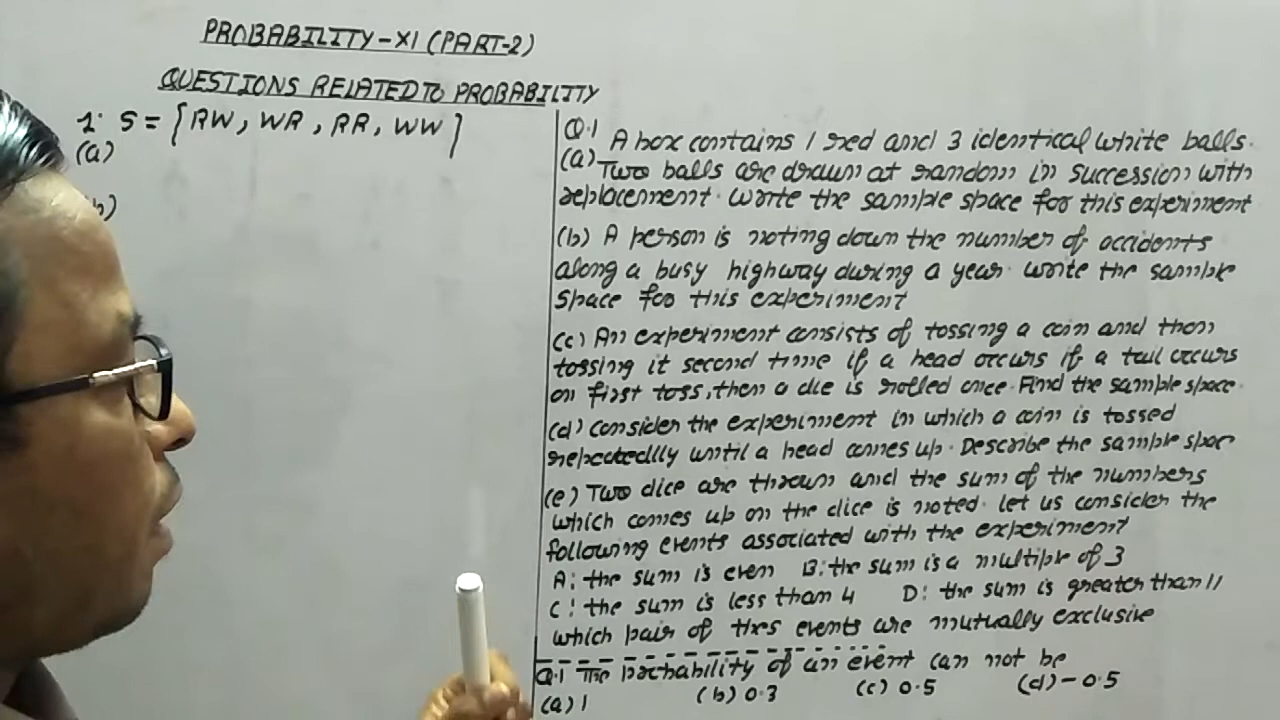 PROBABILITY-XI (PART-2)
QUESTIONS RELATED TO PROBABILITY
1. S = {RW, WR, RR, WW}
(a)
b)
Q.1 A box contains 1 red and 3 identical white balls.
(a) Two balls are drawn at random in succession with
replacement. Write the sample space for this experiment
(b) A person is noting down the number of accidents
along a busy highway during a year. Write the sample
space for this experiment
(c) An experiment consists of tossing a coin and then
tossing it second time if a head occurs if a tail occurs
on first toss, then a die is rolled once. Find the sample space.
(d) Consider the experiment in which a coin is tossed
repeatedlly until a head comes up. Describe the sample spac
(e) Two dice are thrown and the sum of the numbers
which comes up on the dice is noted. let us consider the
following events associated with the experiment
A: the sum is even B: the sum is a multiple of 3
C: the sum is less than 4 D: the sum is greater than 11
which pair of thes events are mutually exclusive
Q.1 The probability of an event can not be
(a) 1 (b) 0.3 (c) 0.5 (d) -0.5